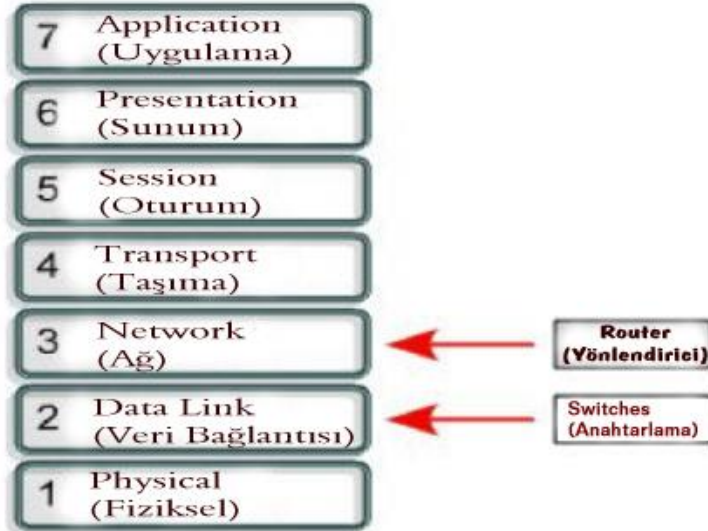 7 Application
(Uygulama)
6 Presentation
(Sunum)
5 Session
(Oturum)
4 Transport
(Taşıma)
3 Network
(Ağ)
Router
(Yönlendirici)
2 Data Link
(Veri Bağlantısı)
Switches
(Anahtarlama)
1 Physical
(Fiziksel)